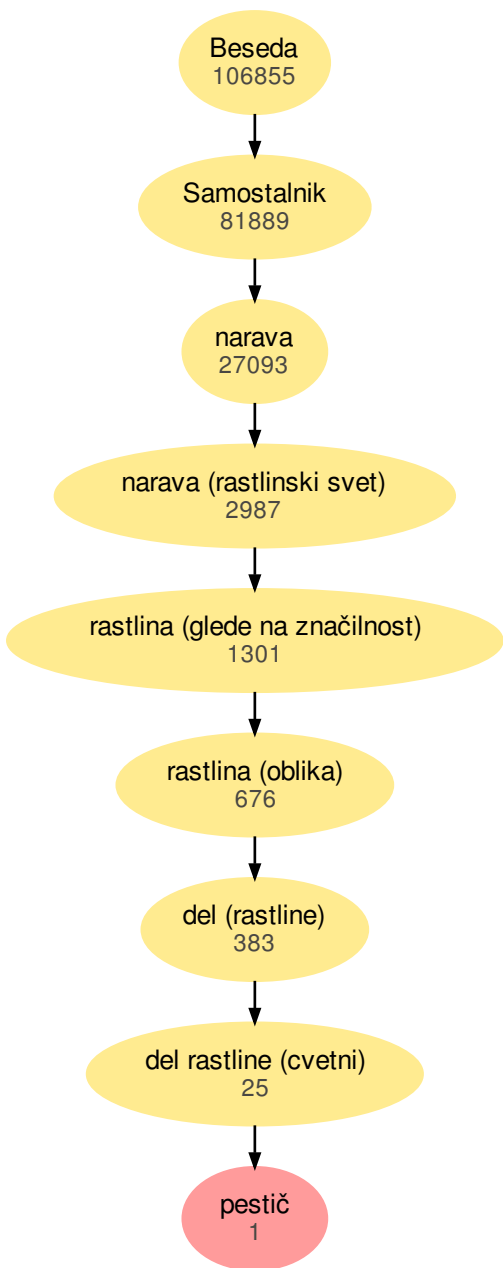 Beseda
106855
Samostalnik
81889
narava
27093
narava (rastlinski svet)
2987
rastlina (glede na značilnost)
1301
rastlina (oblika)
676
del (rastline)
383
del rastline (cvetni)
25
pestič
1